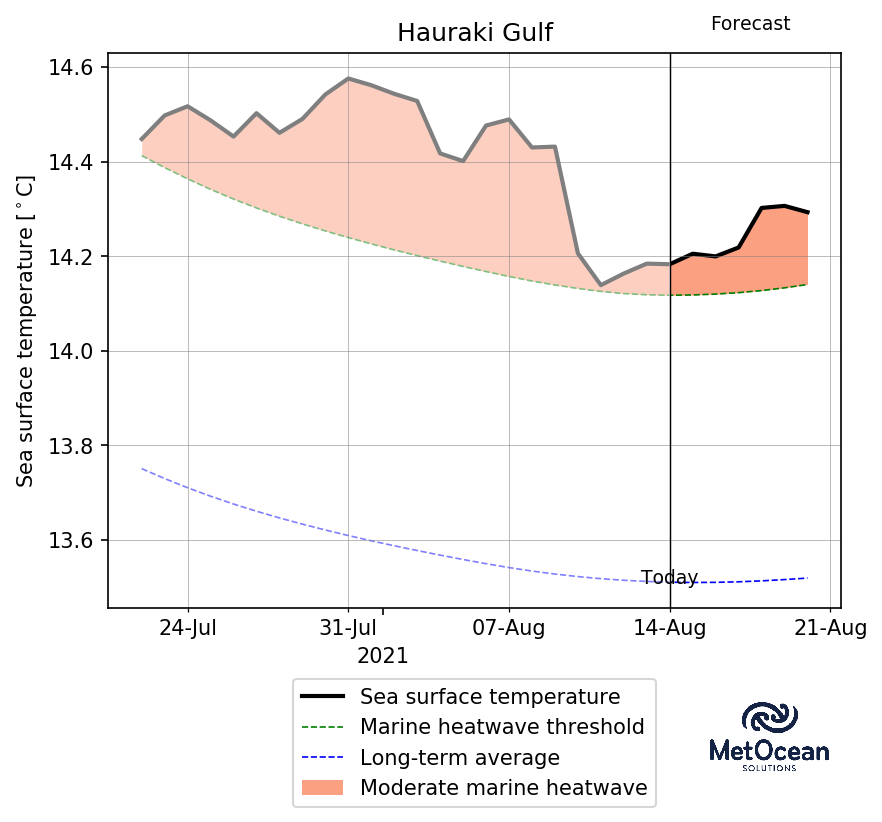 Forecast
Hauraki Gulf
14.6
14.4
14.2
14.0
13.8
13.6
Sea surface temperature [°C]
Today
24-Jul 31-Jul 07-Aug 14-Aug 21-Aug
2021
Sea surface temperature
Marine heatwave threshold
Long-term average
Moderate marine heatwave
MetOcean
SOLUTIONS